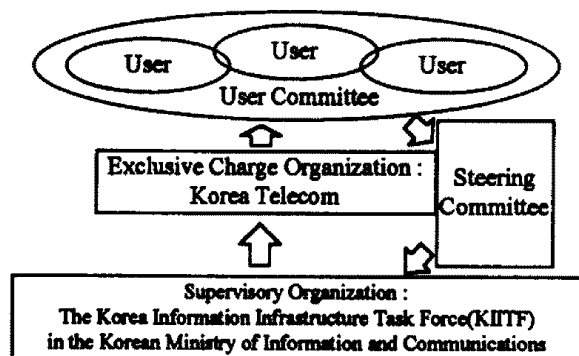 User
User
User
User Committee
Exclusive Charge Organization :
Korea Telecom
Steering
Committee
Supervisory Organization :
The Korea Information Infrastructure Task Force(KIITF)
in the Korean Ministry of Information and Communications